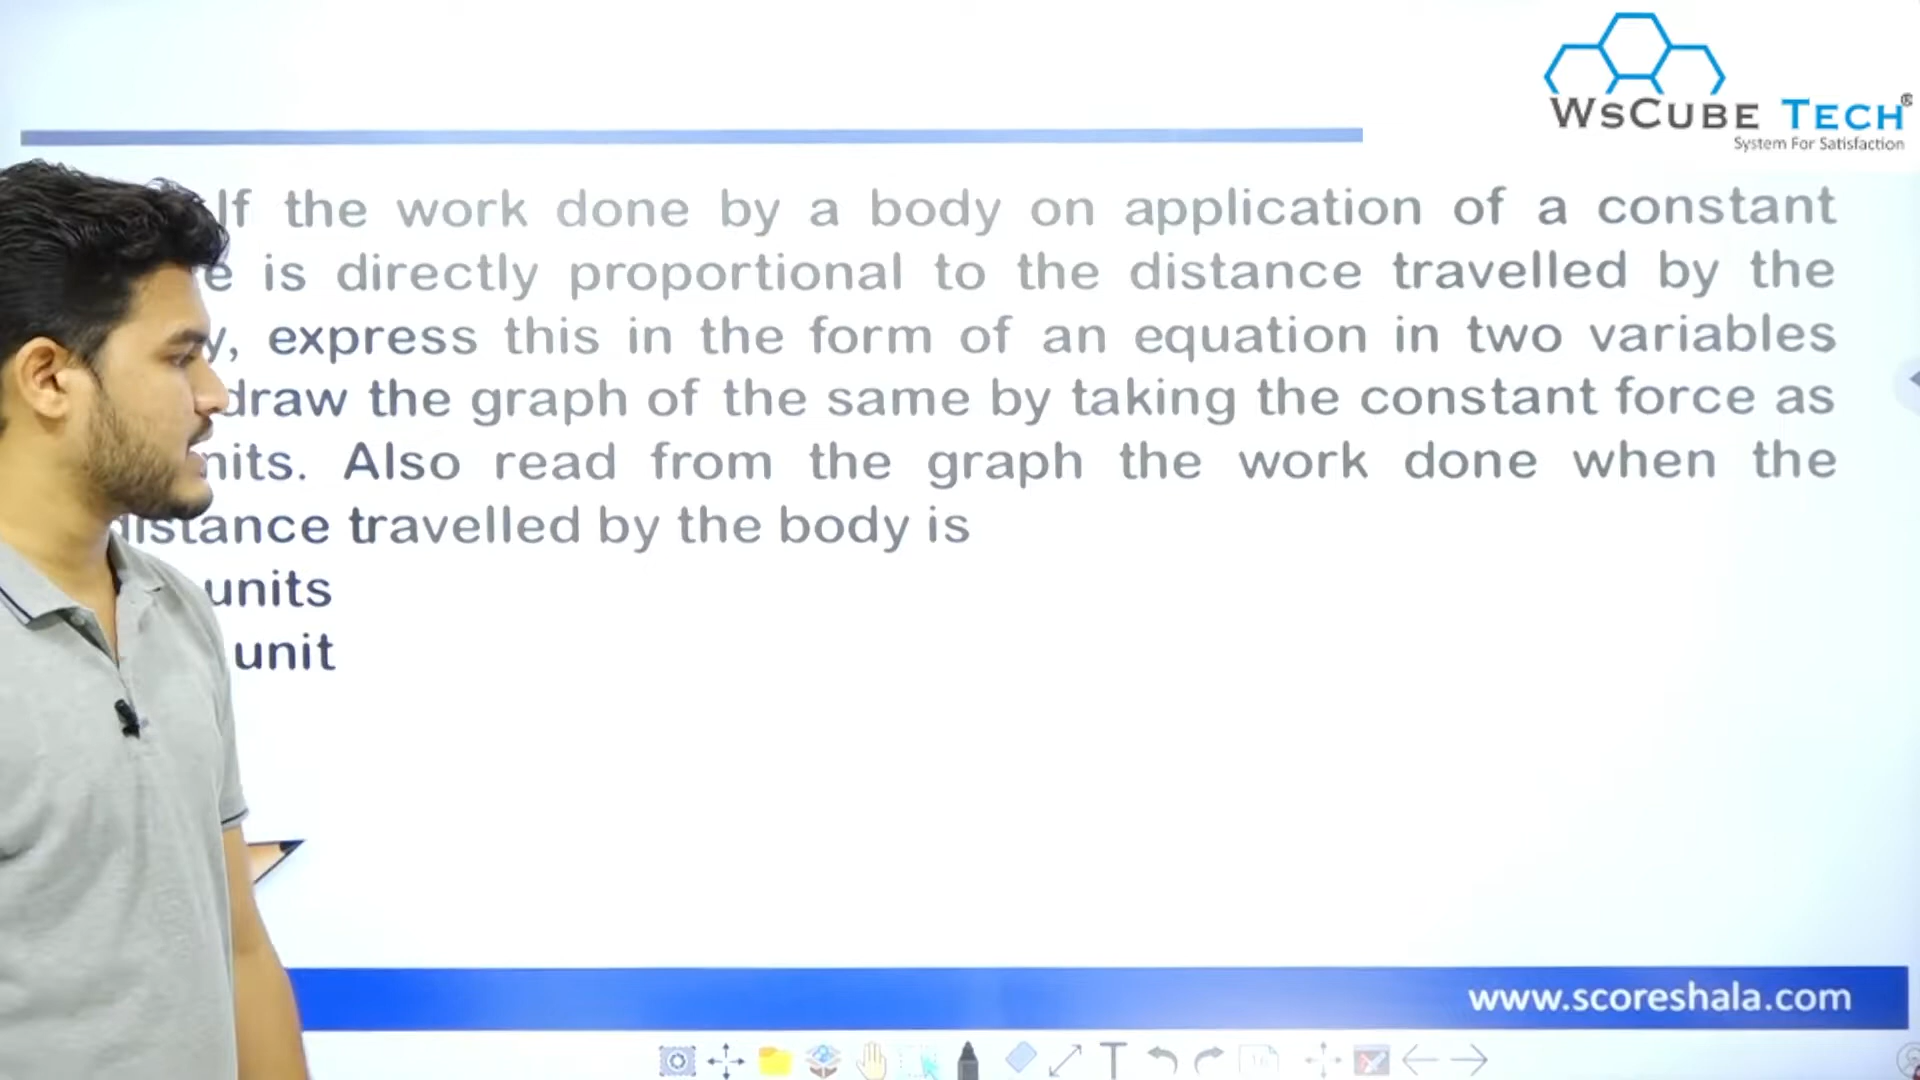 WSCUBE TECH®
System For Satisfaction
If the work done by a body on application of a constant
is directly proportional to the distance travelled by the
express this in the form of an equation in two variables
draw the graph of the same by taking the constant force as
Also read from the graph the work done when the
distance travelled by the body is
units
unit
www.scoreshala.com